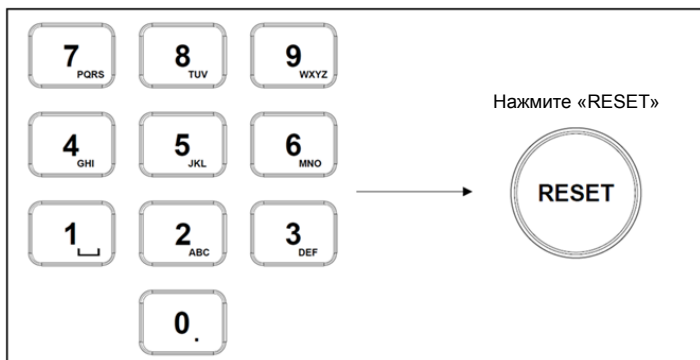 7 PQRS 8 TUV 9 WXYZ
Нажмите «RESET»
4 GHI 5 JKL 6 MNO
RESET
1 2 ABC 3 DEF
0 .